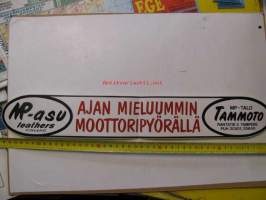 MP-asu
leathers
AJAN MIELUUMMIN
MOOTTORIPYÖRÄLLÄ
MP-TALO
TAMMOTO